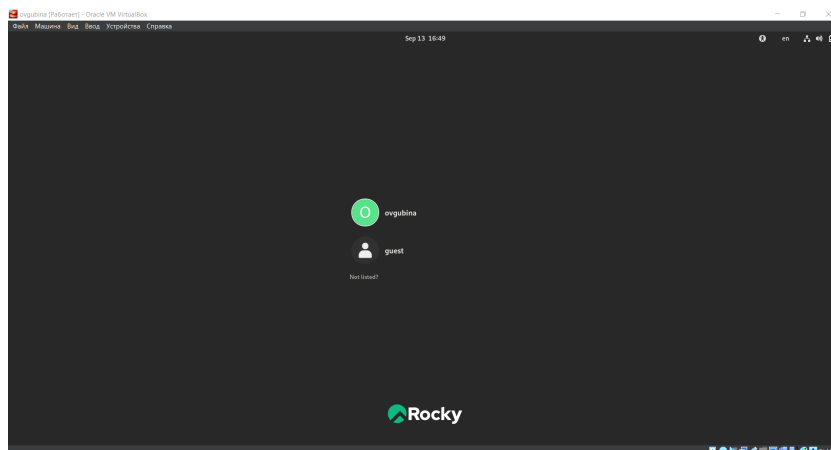 ovgubina [Работает] - Oracle VM VirtualBox
Файл Машина Вид Ввод Устройства Справка
Sep 13 16:49
en
O ovgubina
guest
Not listed?
Rocky